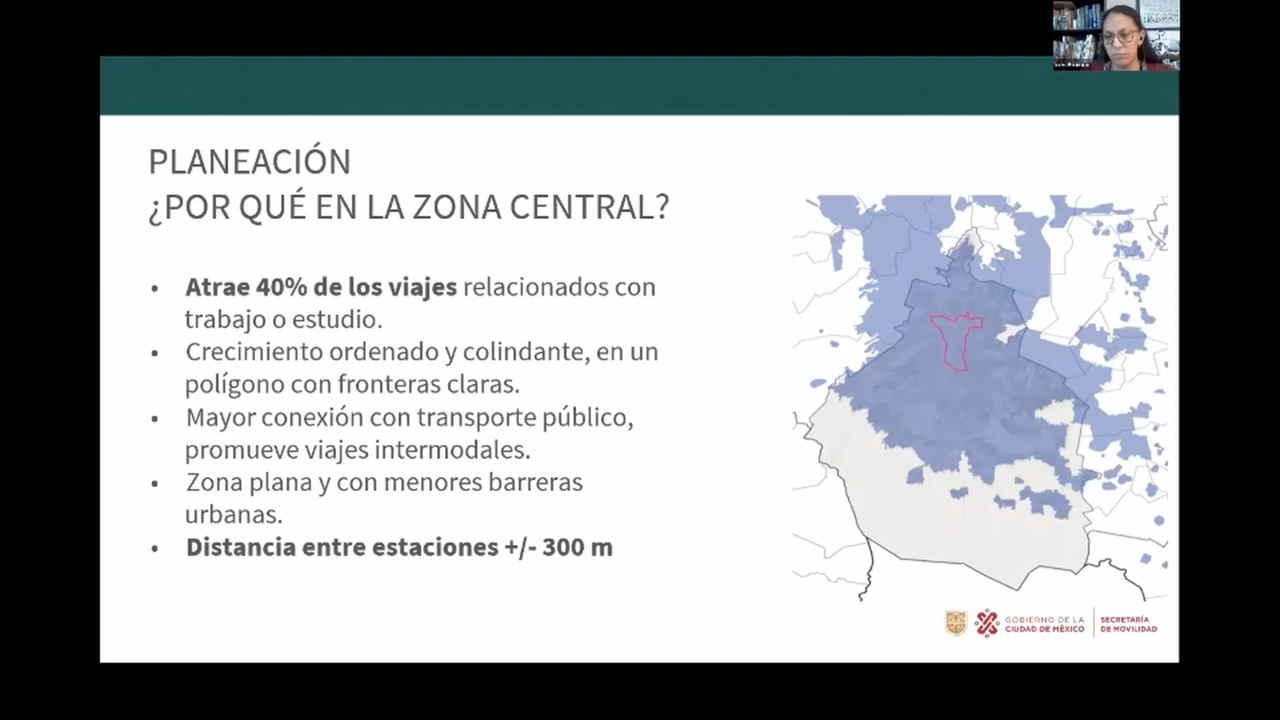 PLANEACIÓN
¿POR QUÉ EN LA ZONA CENTRAL?
• Atrae 40% de los viajes relacionados con
trabajo o estudio.
• Crecimiento ordenado y colindante, en un
polígono con fronteras claras.
• Mayor conexión con transporte público,
promueve viajes intermodales.
• Zona plana y con menores barreras
urbanas.
• Distancia entre estaciones +/- 300 m
GOBIERNO DE LA
CIUDAD DE MÉXICO
SECRETARÍA
DE MOVILIDAD